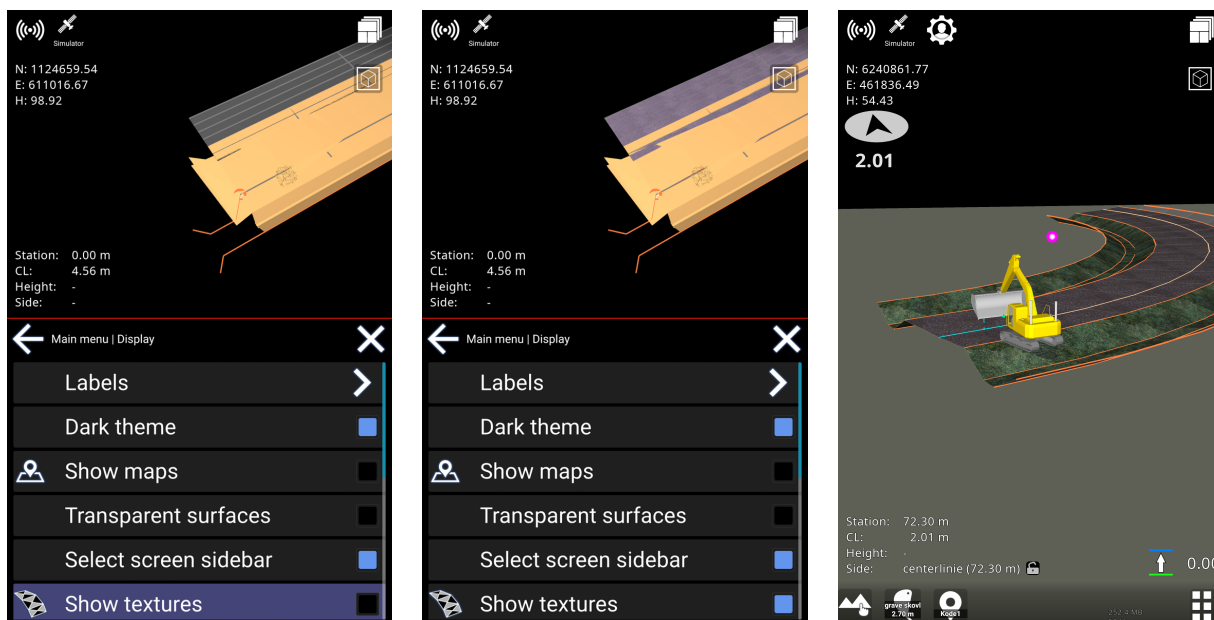 Simulator
N: 1124659.54
E: 611016.67
H: 98.92
Station: 0.00 m
CL: 4.56 m
Height: -
Side: -
Main menu | Display
Labels
Dark theme
Show maps
Transparent surfaces
Select screen sidebar
Show textures
Simulator
N: 1124659.54
E: 611016.67
H: 98.92
Station: 0.00 m
CL: 4.56 m
Height: -
Side: -
Main menu | Display
Labels
Dark theme
Show maps
Transparent surfaces
Select screen sidebar
Show textures
Simulator
N: 6240861.77
E: 461836.49
H: 54.43
2.01
Station: 72.30 m
CL: 2.01 m
Height: -
Side: centerlinie (72.30 m)
0.00
grave skovl
2.70 m
Kode1
252.4 MB